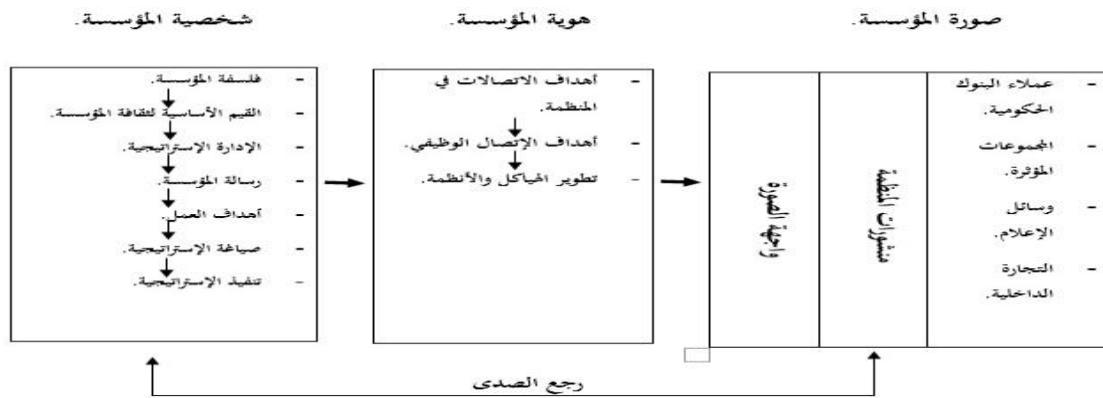 شخصية المؤسسة.
هوية المؤسسة.
صورة المؤسسة.
- فلسفة المؤسسة.
- القيم الأساسية لثقافة المؤسسة.
- الإدارة الإستراتيجية.
- رسالة المؤسسة.
- أهداف العمل.
- صياغة الإستراتيجية.
- تنفيذ الإستراتيجية.
- أهداف الاتصالات في
المنظمة.
- أهداف الإتصال الوظيفي.
- تطوير الهياكل والأنظمة.
واجهة الصورة
منشورات المنظمة
- عملاء البنوك
الحكومية.
- المجموعات
المؤثرة.
- وسائل
الإعلام.
- التجارة
الداخلية.
رجع الصدى